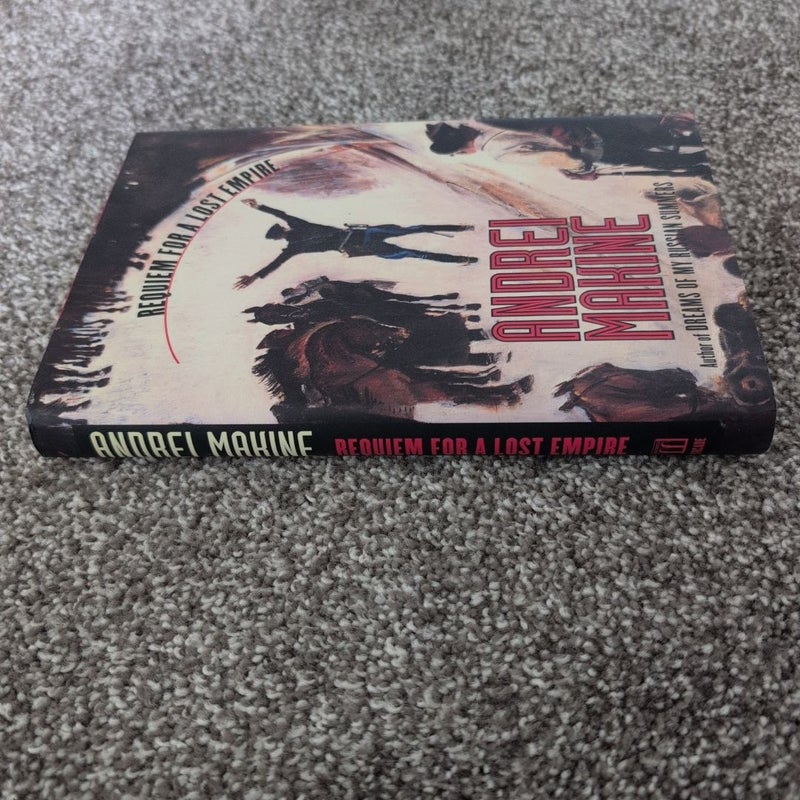 REQUIEM FOR A LOST EMPIRE
ANDREI
MAKINE
Author of DREAMS OF MY RUSSIAN SUMMERS
ANDREI MAKINE REQUIEM FOR A LOST EMPIRE